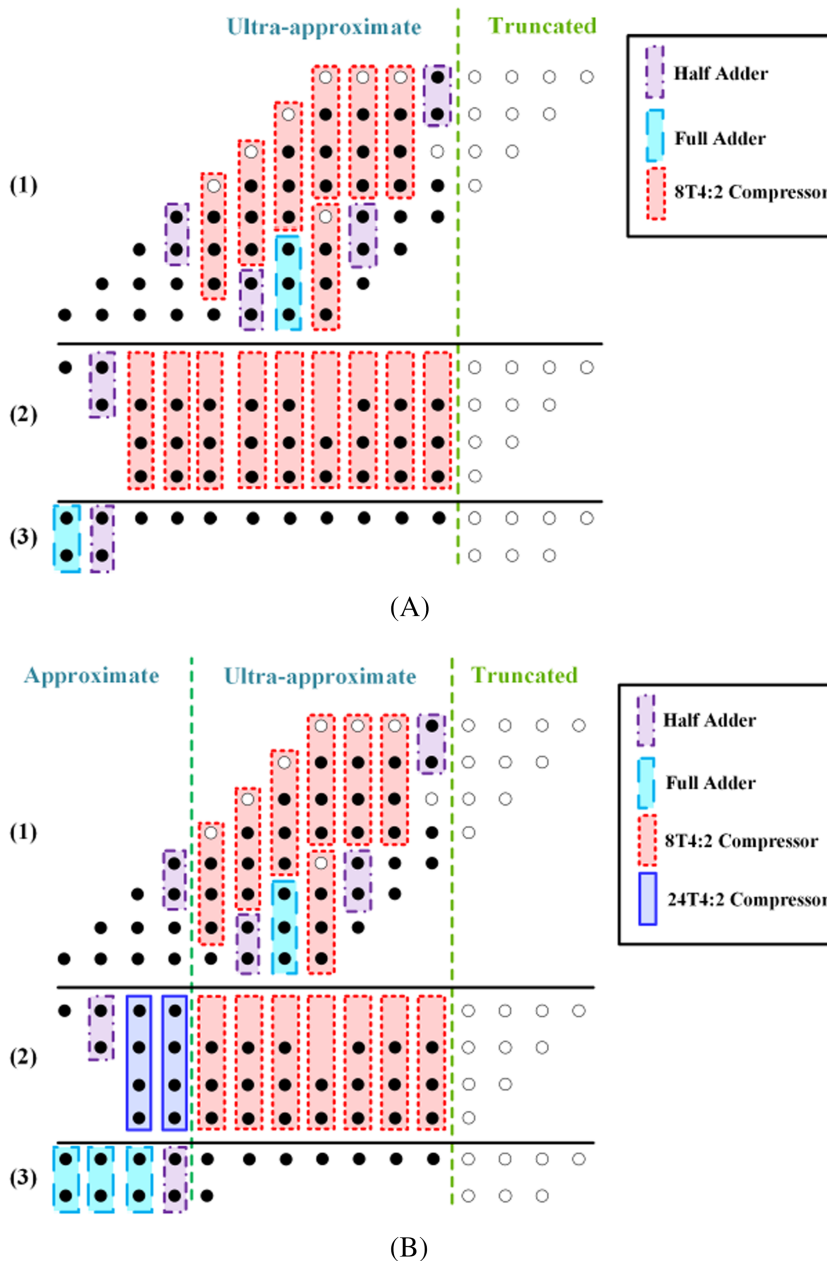 Ultra-approximate Truncated
Half Adder
Full Adder
8T4:2 Compressor
(1)
(2)
(3)
(A)
Approximate Ultra-approximate Truncated
Half Adder
Full Adder
8T4:2 Compressor
24T4:2 Compressor
(1)
(2)
(3)
(B)